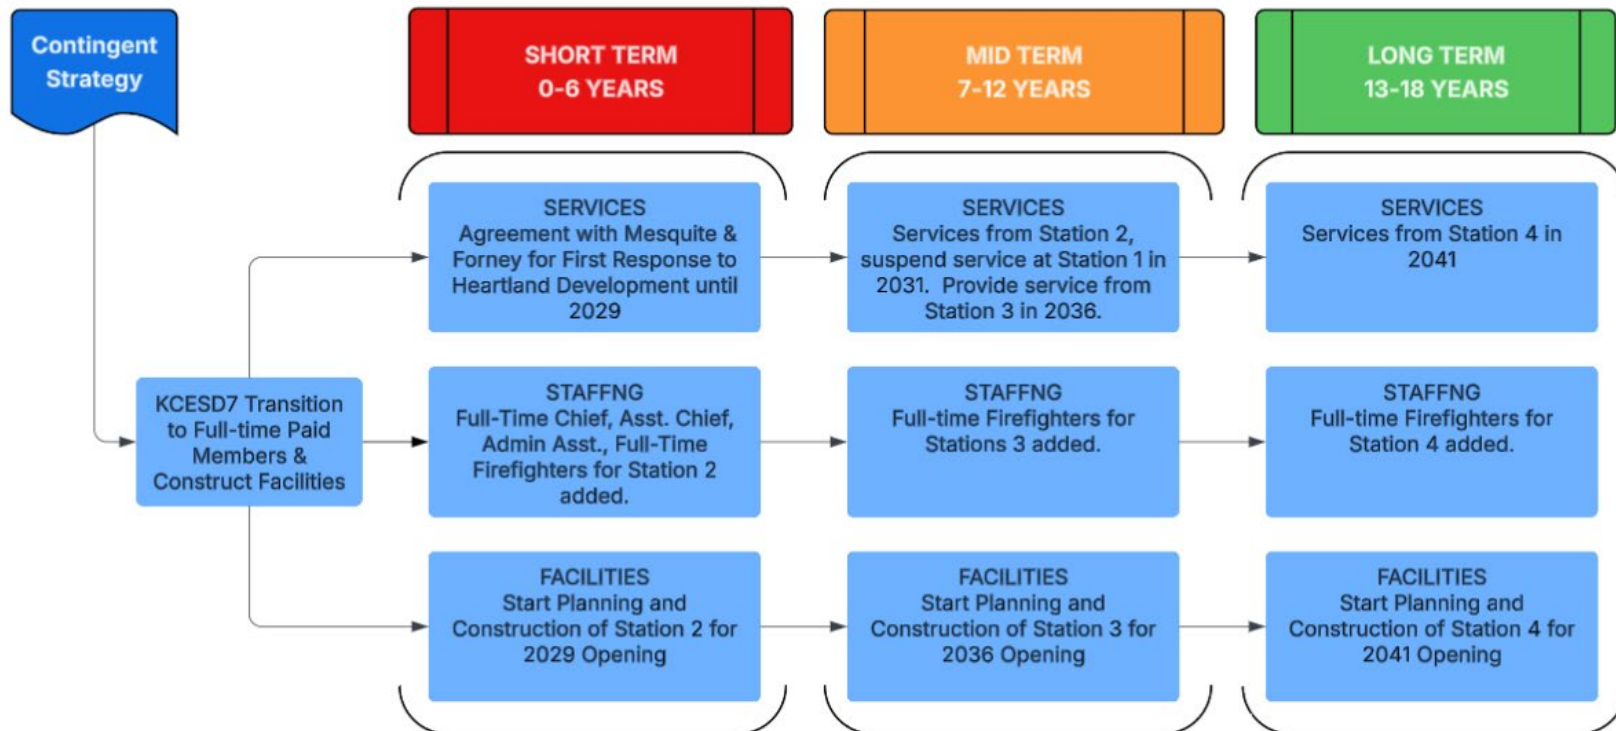 Contingent
Strategy
SHORT TERM
0-6 YEARS
MID TERM
7-12 YEARS
LONG TERM
13-18 YEARS
KCESD7 Transition
to Full-time Paid
Members &
Construct Facilities
SERVICES
Agreement with Mesquite &
Forney for First Response to
Heartland Development until
2029
SERVICES
Services from Station 2,
suspend service at Station 1 in
2031.  Provide service from
Station 3 in 2036.
SERVICES
Services from Station 4 in
2041
STAFFNG
Full-Time Chief, Asst. Chief,
Admin Asst., Full-Time
Firefighters for Station 2
added.
STAFFNG
Full-time Firefighters for
Stations 3 added.
STAFFNG
Full-time Firefighters for
Station 4 added.
FACILITIES
Start Planning and
Construction of Station 2 for
2029 Opening
FACILITIES
Start Planning and
Construction of Station 3 for
2036 Opening
FACILITIES
Start Planning and
Construction of Station 4 for
2041 Opening